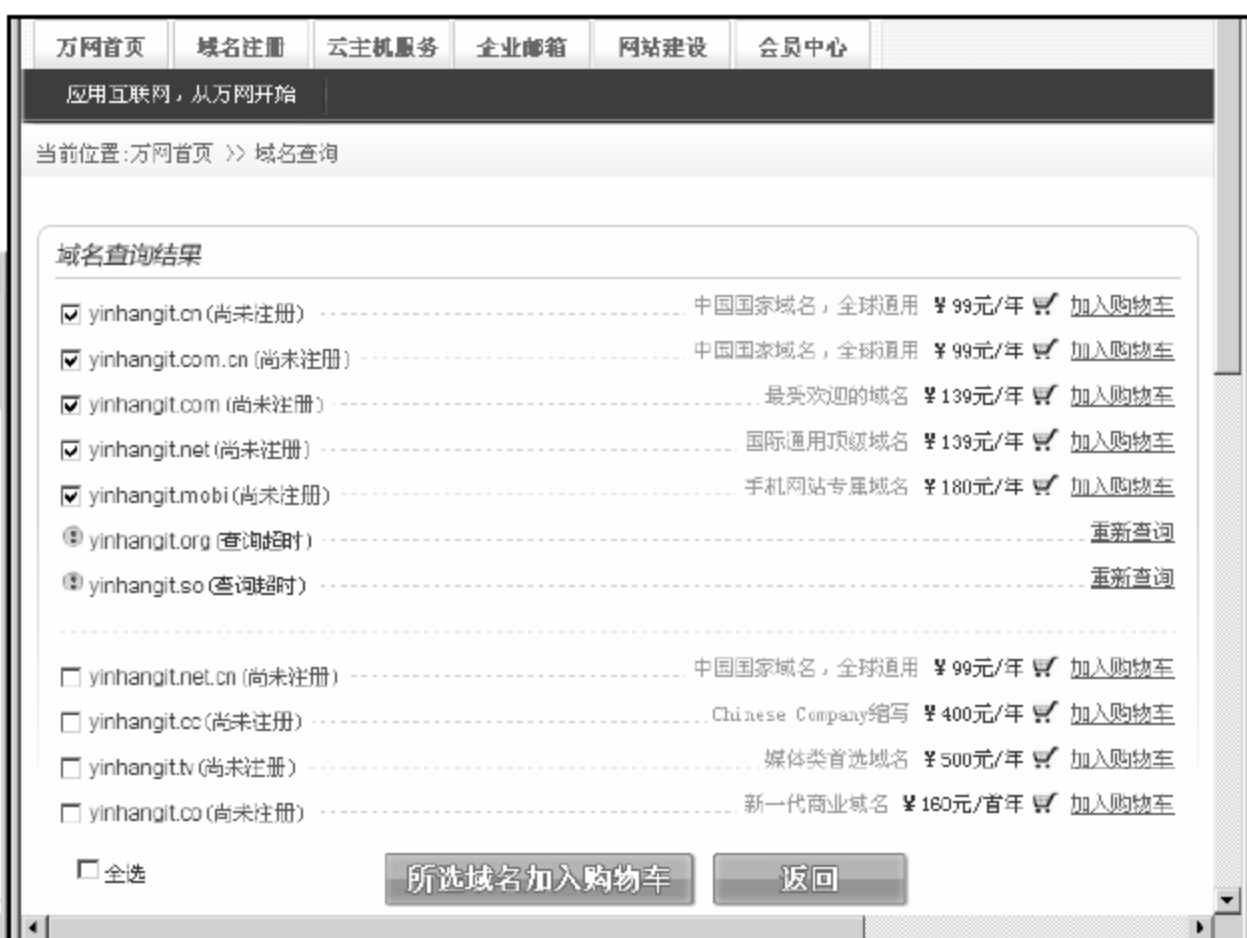 万网首页 域名注册 云主机服务 企业邮箱 网站建设 会员中心
应用互联网，从万网开始
当前位置:万网首页 >> 域名查询
域名查询结果
yinhangit.cn (尚未注册) 中国国家域名，全球通用 ¥99元/年 加入购物车
yinhangit.com.cn (尚未注册) 中国国家域名，全球通用 ¥99元/年 加入购物车
yinhangit.com (尚未注册) 最受欢迎的域名 ¥139元/年 加入购物车
yinhangit.net (尚未注册) 国际通用顶级域名 ¥139元/年 加入购物车
yinhangit.mobi (尚未注册) 手机网站专属域名 ¥180元/年 加入购物车
yinhangit.org (查询超时) 重新查询
yinhangit.so (查询超时) 重新查询
yinhangit.net.cn (尚未注册) 中国国家域名，全球通用 ¥99元/年 加入购物车
yinhangit.cc (尚未注册) Chinese Company缩写 ¥400元/年 加入购物车
yinhangit.tv (尚未注册) 媒体类首选域名 ¥500元/年 加入购物车
yinhangit.co (尚未注册) 新一代商业域名 ¥160元/首年 加入购物车
全选 所选域名加入购物车 返回